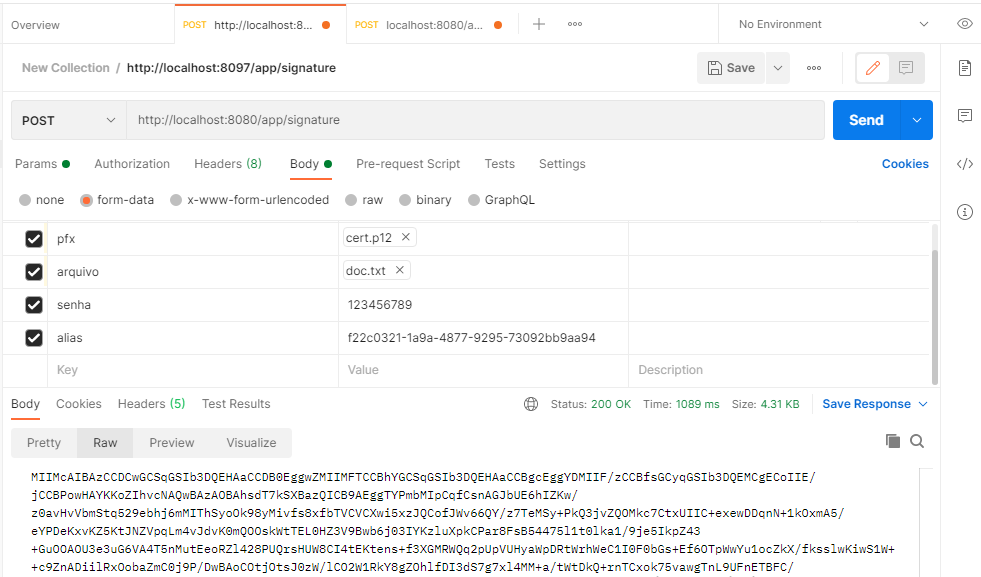 Overview POST http://localhost:8... POST localhost:8080/a... No Environment
New Collection / http://localhost:8097/app/signature Save
POST http://localhost:8080/app/signature Send
Params Authorization Headers (8) Body Pre-request Script Tests Settings Cookies
none form-data x-www-form-urlencoded raw binary GraphQL
pfx cert.p12
arquivo doc.txt
senha 123456789
alias f22c0321-1a9a-4877-9295-73092bb9aa94
Key Value Description
Body Cookies Headers (5) Test Results Status: 200 OK Time: 1089 ms Size: 4.31 KB Save Response
Pretty Raw Preview Visualize
MIIMcAIBAzCCDCwGCSqGSIb3DQEHAaCCDB0EggwZMIIMFTCCBhYGCSqGSIb3DQEHAaCCBgcEggYDMIIF/zCCBfsGCyqGSIb3DQEMCgECoIIE/
jCCBPowHAYKKoZIhvcNAQwBAzAOBAhsdT7kSXBazQICB9AEggTYPmbMIpCqfCsnAGJbUE6hIZKw/
z0avHvVbmStq529ebhj6mMIThSyoOk98yMivfs8xfbTVCVCXwi5xzJQCofJWv66QY/z7TeMSy+PkQ3jvZQOMkc7CtxUIIC+exewDDqnN+1kOxmA5/
eYPDeKxvKZ5KtJNZVpqLm4vJdvK0mQOOskWtTEL0HZ3V9Bwb6j03IYKzluXpkCPar8FsB54475l1t0lka1/9je5IkpZ43
+GuOOAOU3e3uG6VA4T5nMutEeoRZl428PUQrsHUW8CI4tEKtens+f3XGMRWQq2pUpVUHyaWpDRtWrhWeC1I0F0bGs+Ef6OTpWwYu1ocZkX/fksslwKiwS1W+
+c9ZnADiilRxOobaZmC0j9P/DwBAoCOtjOtsJ0zW/lCO2W1RkY8gZOhlfDI3dS7g7xl4MM+a/tWtDkQ+rnTCxok75vawgTnL9UFnETBFC/